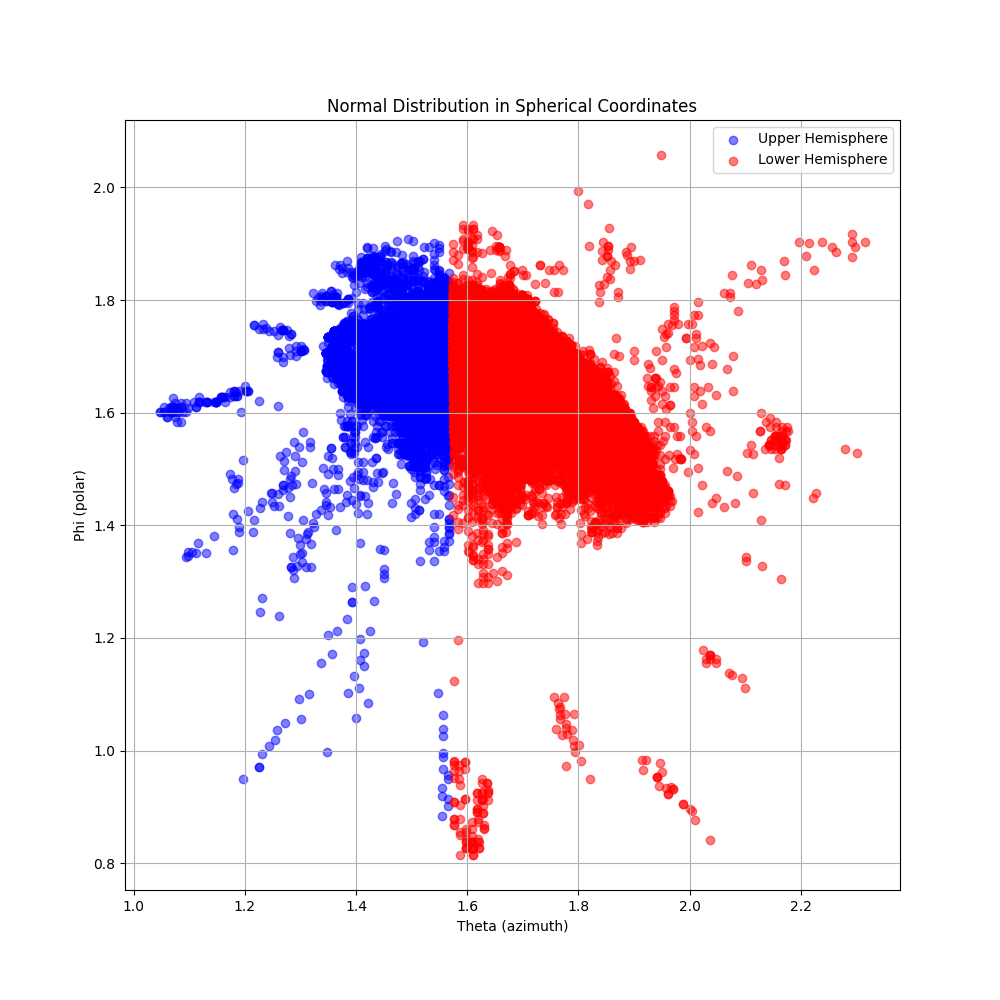 Normal Distribution in Spherical Coordinates
Upper Hemisphere
Lower Hemisphere
Phi (polar)
2.0
1.8
1.6
1.4
1.2
1.0
0.8
1.0 1.2 1.4 1.6 1.8 2.0 2.2
Theta (azimuth)